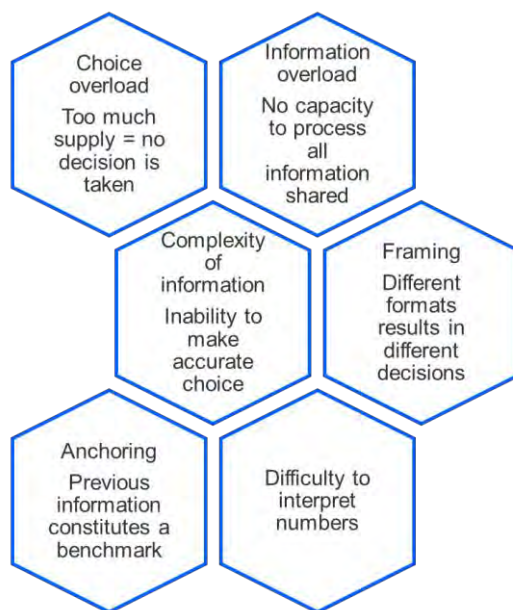 Choice
overload
Too much
supply = no
decision is
taken
Information
overload
No capacity
to process
all
information
shared
Complexity
of
information
Inability to
make
accurate
choice
Framing
Different
formats
results in
different
decisions
Anchoring
Previous
information
constitutes a
benchmark
Difficulty to
interpret
numbers